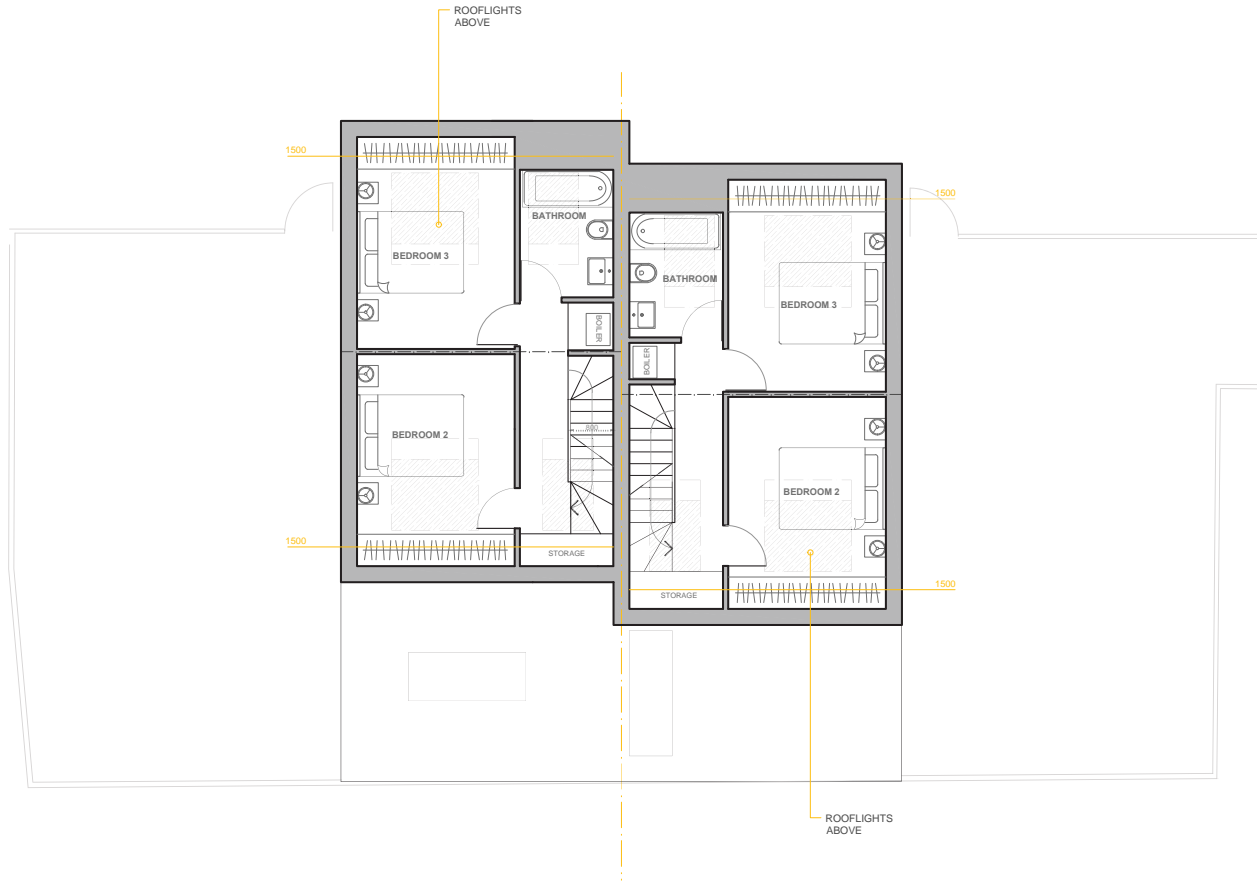 ROOFLIGHTS
ABOVE
1500
1500
BATHROOM
BEDROOM 3
BATHROOM
BEDROOM 3
BOILER
BOILER
BEDROOM 2
800
BEDROOM 2
1500
STORAGE
1500
STORAGE
ROOFLIGHTS
ABOVE